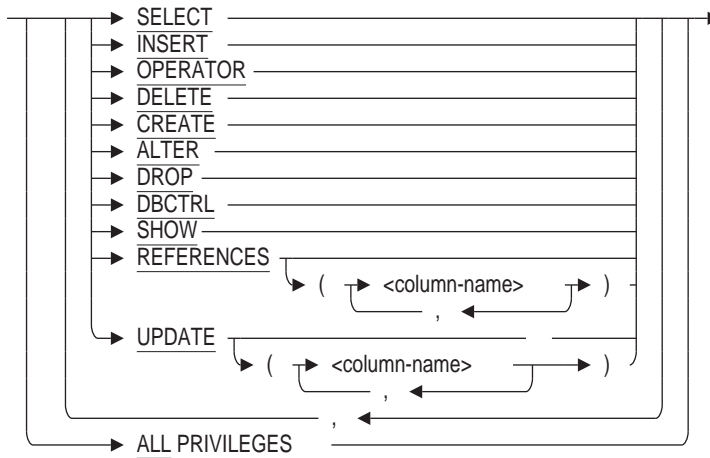 SELECT
INSERT
OPERATOR
DELETE
CREATE
ALTER
DROP
DBCTRL
SHOW
REFERENCES
( <column-name> )
,
UPDATE
( <column-name> )
,
,
ALL PRIVILEGES